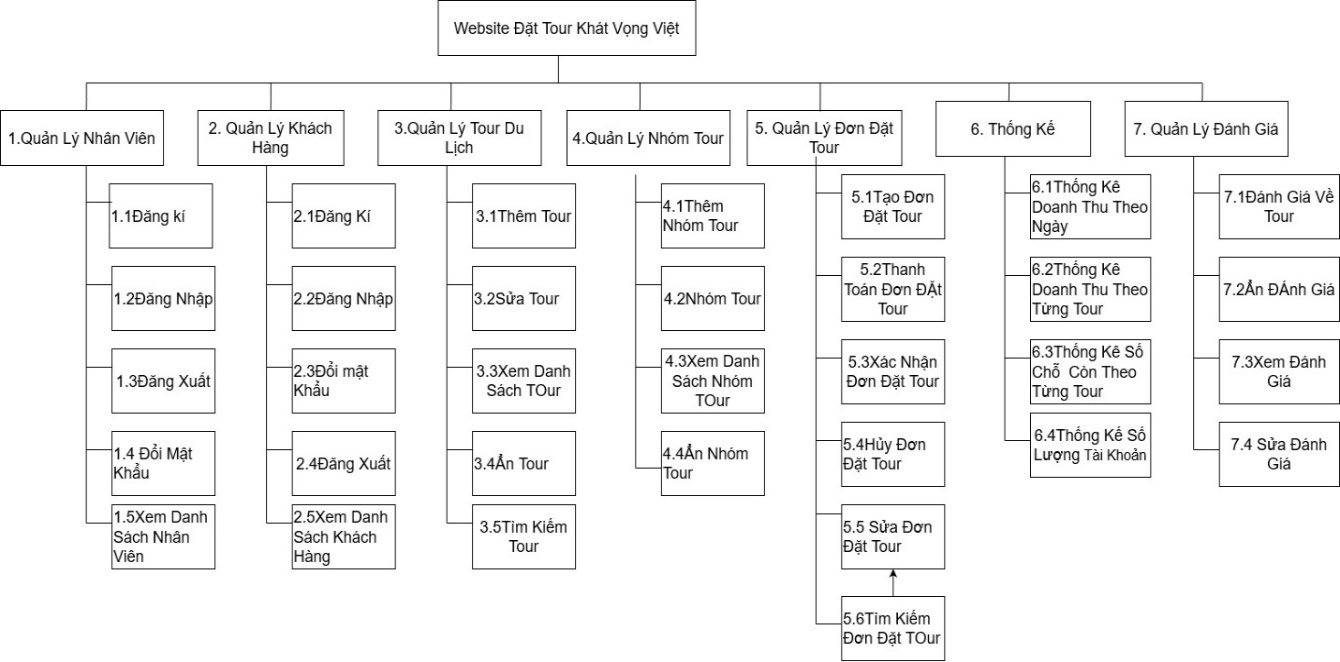 Website Đặt Tour Khát Vọng Việt
1.Quản Lý Nhân Viên
2. Quản Lý Khách
Hàng
3.Quản Lý Tour Du
Lịch
4.Quản Lý Nhóm Tour
5. Quản Lý Đơn Đặt
Tour
6. Thống Kế
7. Quản Lý Đánh Giá
1.1Đăng kí
1.2Đăng Nhập
1.3Đăng Xuất
1.4 Đổi Mật
Khẩu
1.5Xem Danh
Sách Nhân
Viên
2.1Đăng Kí
2.2Đăng Nhập
2.3Đổi mật
Khẩu
2.4Đăng Xuất
2.5Xem Danh
Sách Khách
Hàng
3.1Thêm Tour
3.2Sửa Tour
3.3Xem Danh
Sách TOur
3.4Ẩn Tour
3.5Tìm Kiếm
Tour
4.1Thêm
Nhóm Tour
4.2Nhóm Tour
4.3Xem Danh
Sách Nhóm
TOur
4.4Ẩn Nhóm
Tour
5.1Tạo Đơn
Đặt Tour
5.2Thanh
Toán Đơn ĐẶt
Tour
5.3Xác Nhận
Đơn Đặt Tour
5.4Hủy Đơn
Đặt Tour
5.5 Sửa Đơn
Đặt Tour
5.6Tìm Kiếm
Đơn Đặt TOur
6.1Thống Kê
Doanh Thu Theo
Ngày
6.2Thống Kê
Doanh Thu Theo
Từng Tour
6.3Thống Kê Số
Chỗ Còn Theo
Từng Tour
6.4Thống Kế Số
Lượng Tài Khoản
7.1Đánh Giá Về
Tour
7.2Ẩn ĐÁnh Giá
7.3Xem Đánh
Giá
7.4 Sửa Đánh
Giá